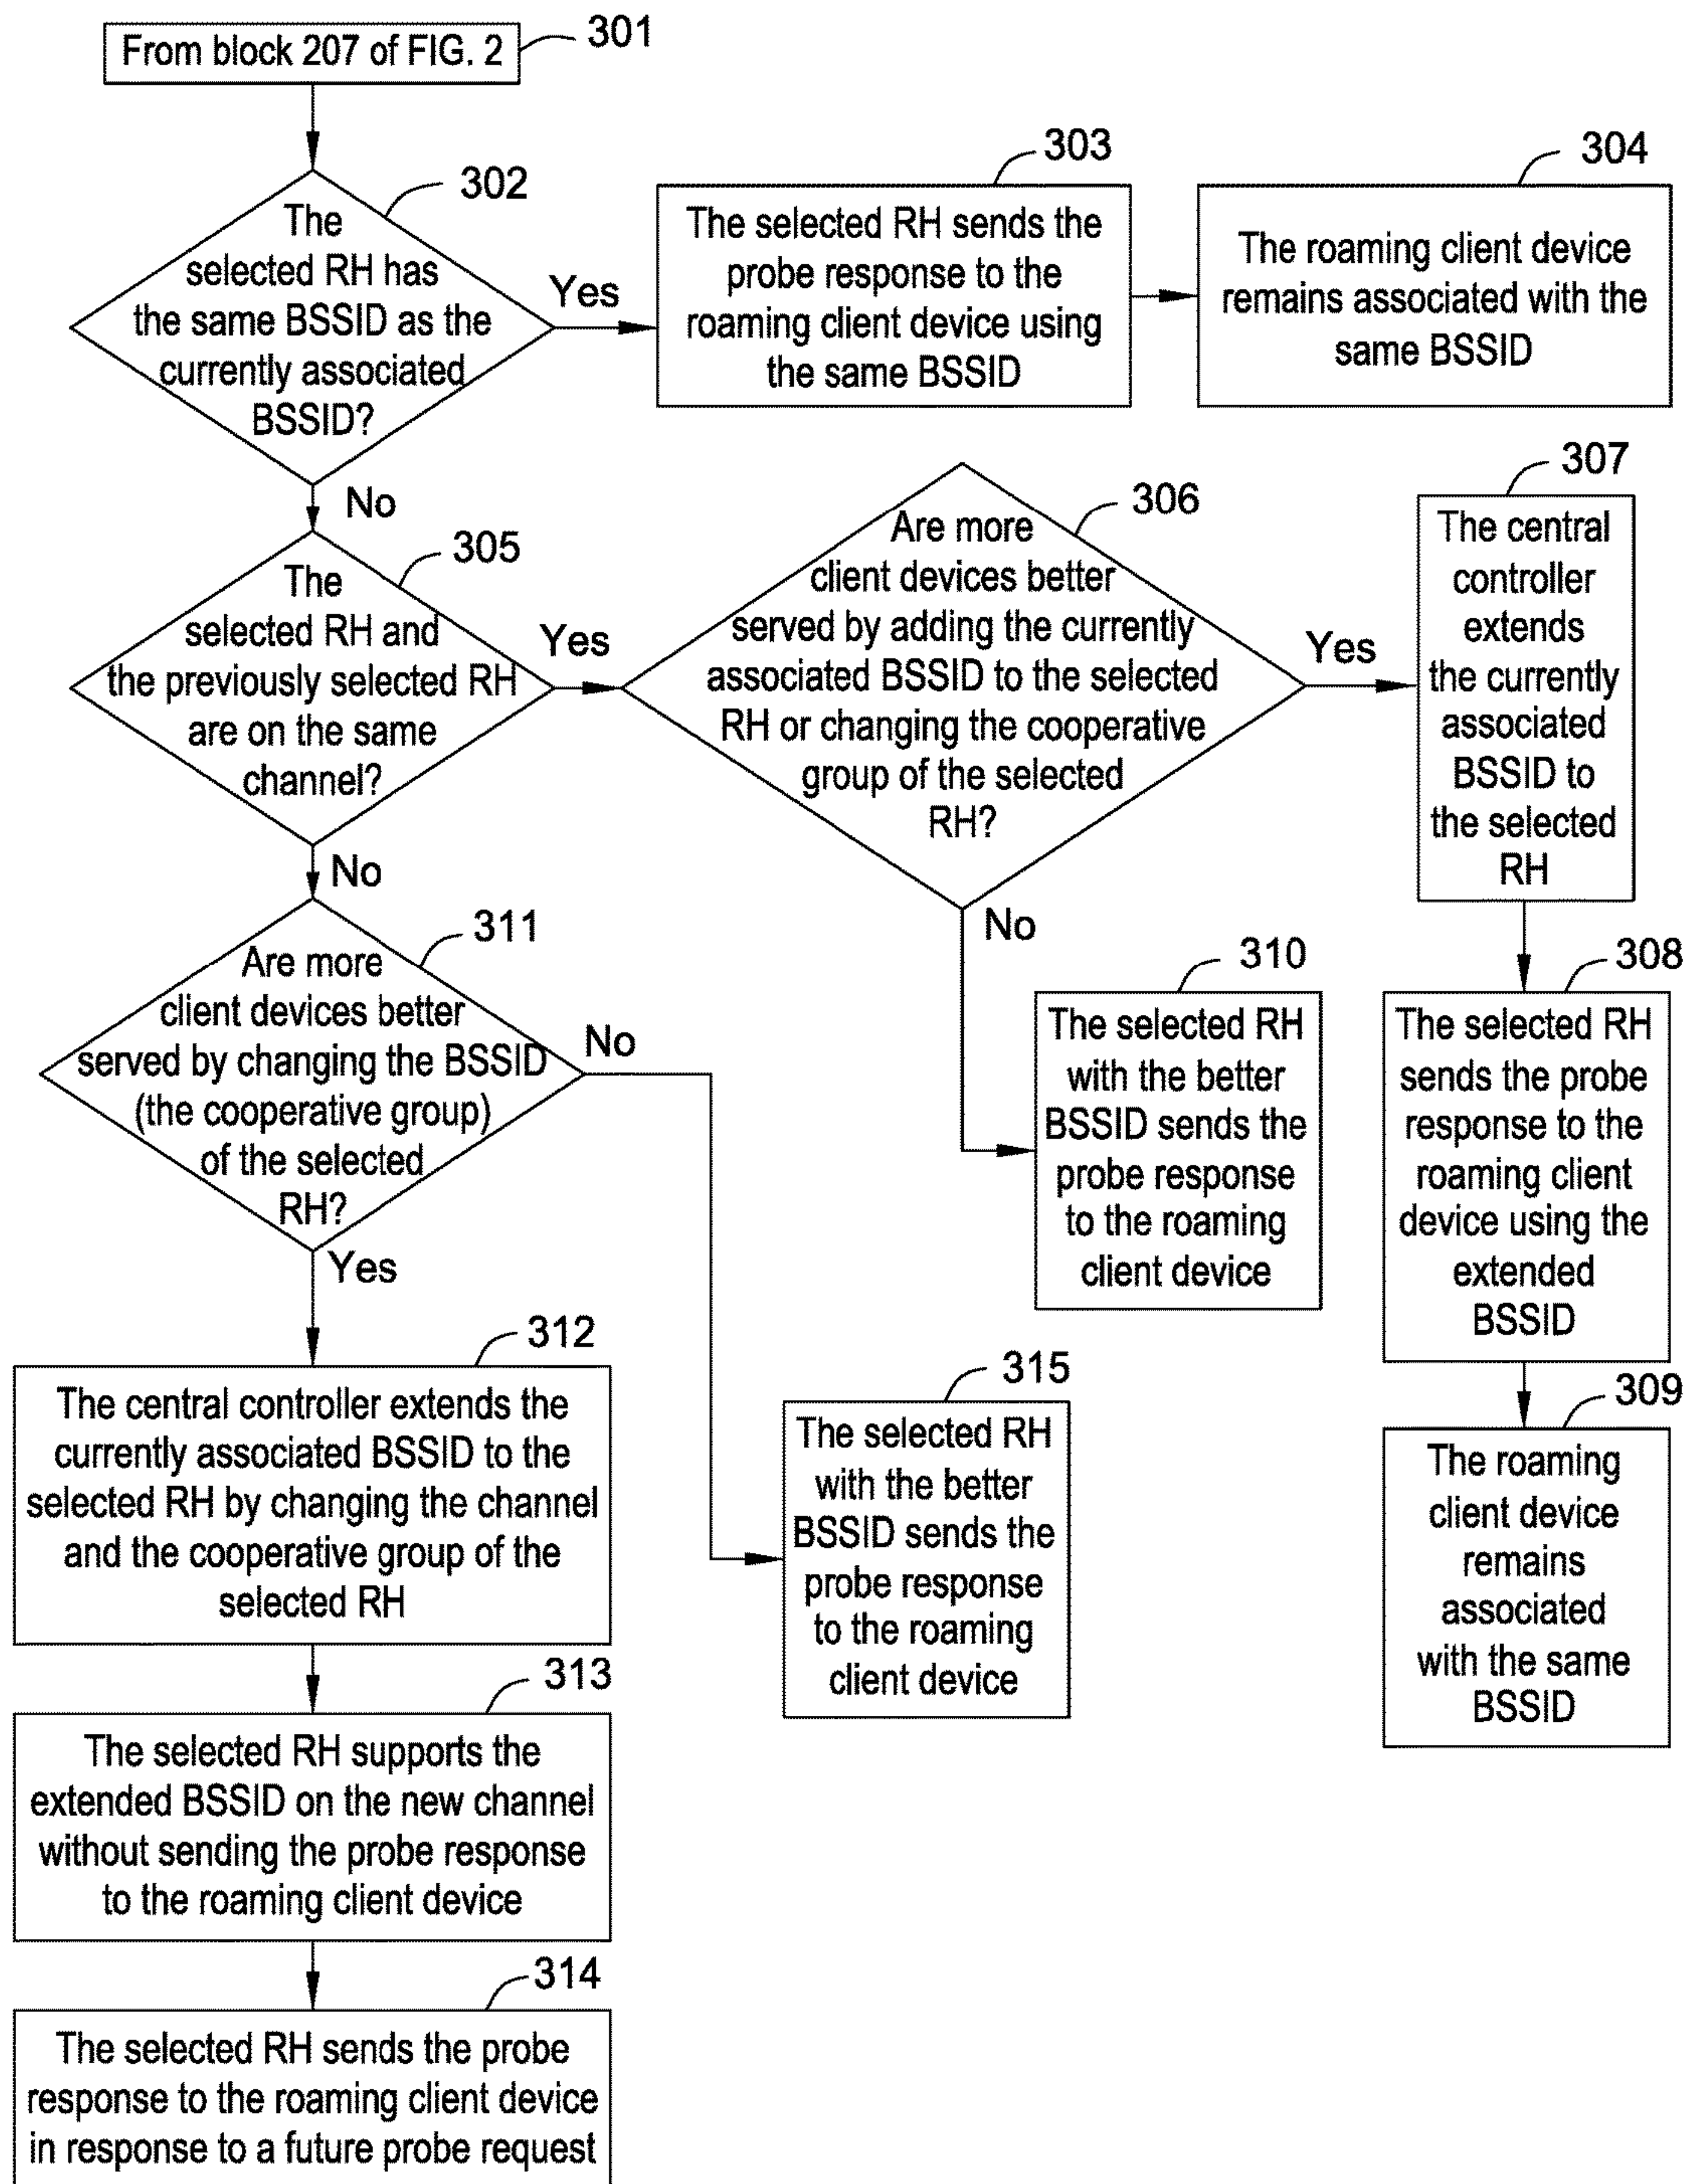 From block 207 of FIG. 2
301
302
The
selected RH has
the same BSSID as the
currently associated
BSSID?
Yes
No
303
The selected RH sends the
probe response to the
roaming client device using
the same BSSID
304
The roaming client device
remains associated with the
same BSSID
305
The
selected RH and
the previously selected RH
are on the same
channel?
Yes
No
306
Are more
client devices better
served by adding the currently
associated BSSID to the selected
RH or changing the cooperative
group of the selected
RH?
Yes
No
307
The central
controller
extends
the currently
associated
BSSID to
the selected
RH
308
The selected RH
sends the probe
response to the
roaming client
device using the
extended
BSSID
309
The roaming
client device
remains
associated
with the same
BSSID
310
The selected RH
with the better
BSSID sends the
probe response
to the roaming
client device
311
Are more
client devices better
served by changing the BSSID
(the cooperative group)
of the selected
RH?
No
Yes
312
The central controller extends the
currently associated BSSID to the
selected RH by changing the channel
and the cooperative group of the
selected RH
313
The selected RH supports the
extended BSSID on the new channel
without sending the probe response
to the roaming client device
314
The selected RH sends the probe
response to the roaming client device
in response to a future probe request
315
The selected RH
with the better
BSSID sends the
probe response
to the roaming
client device